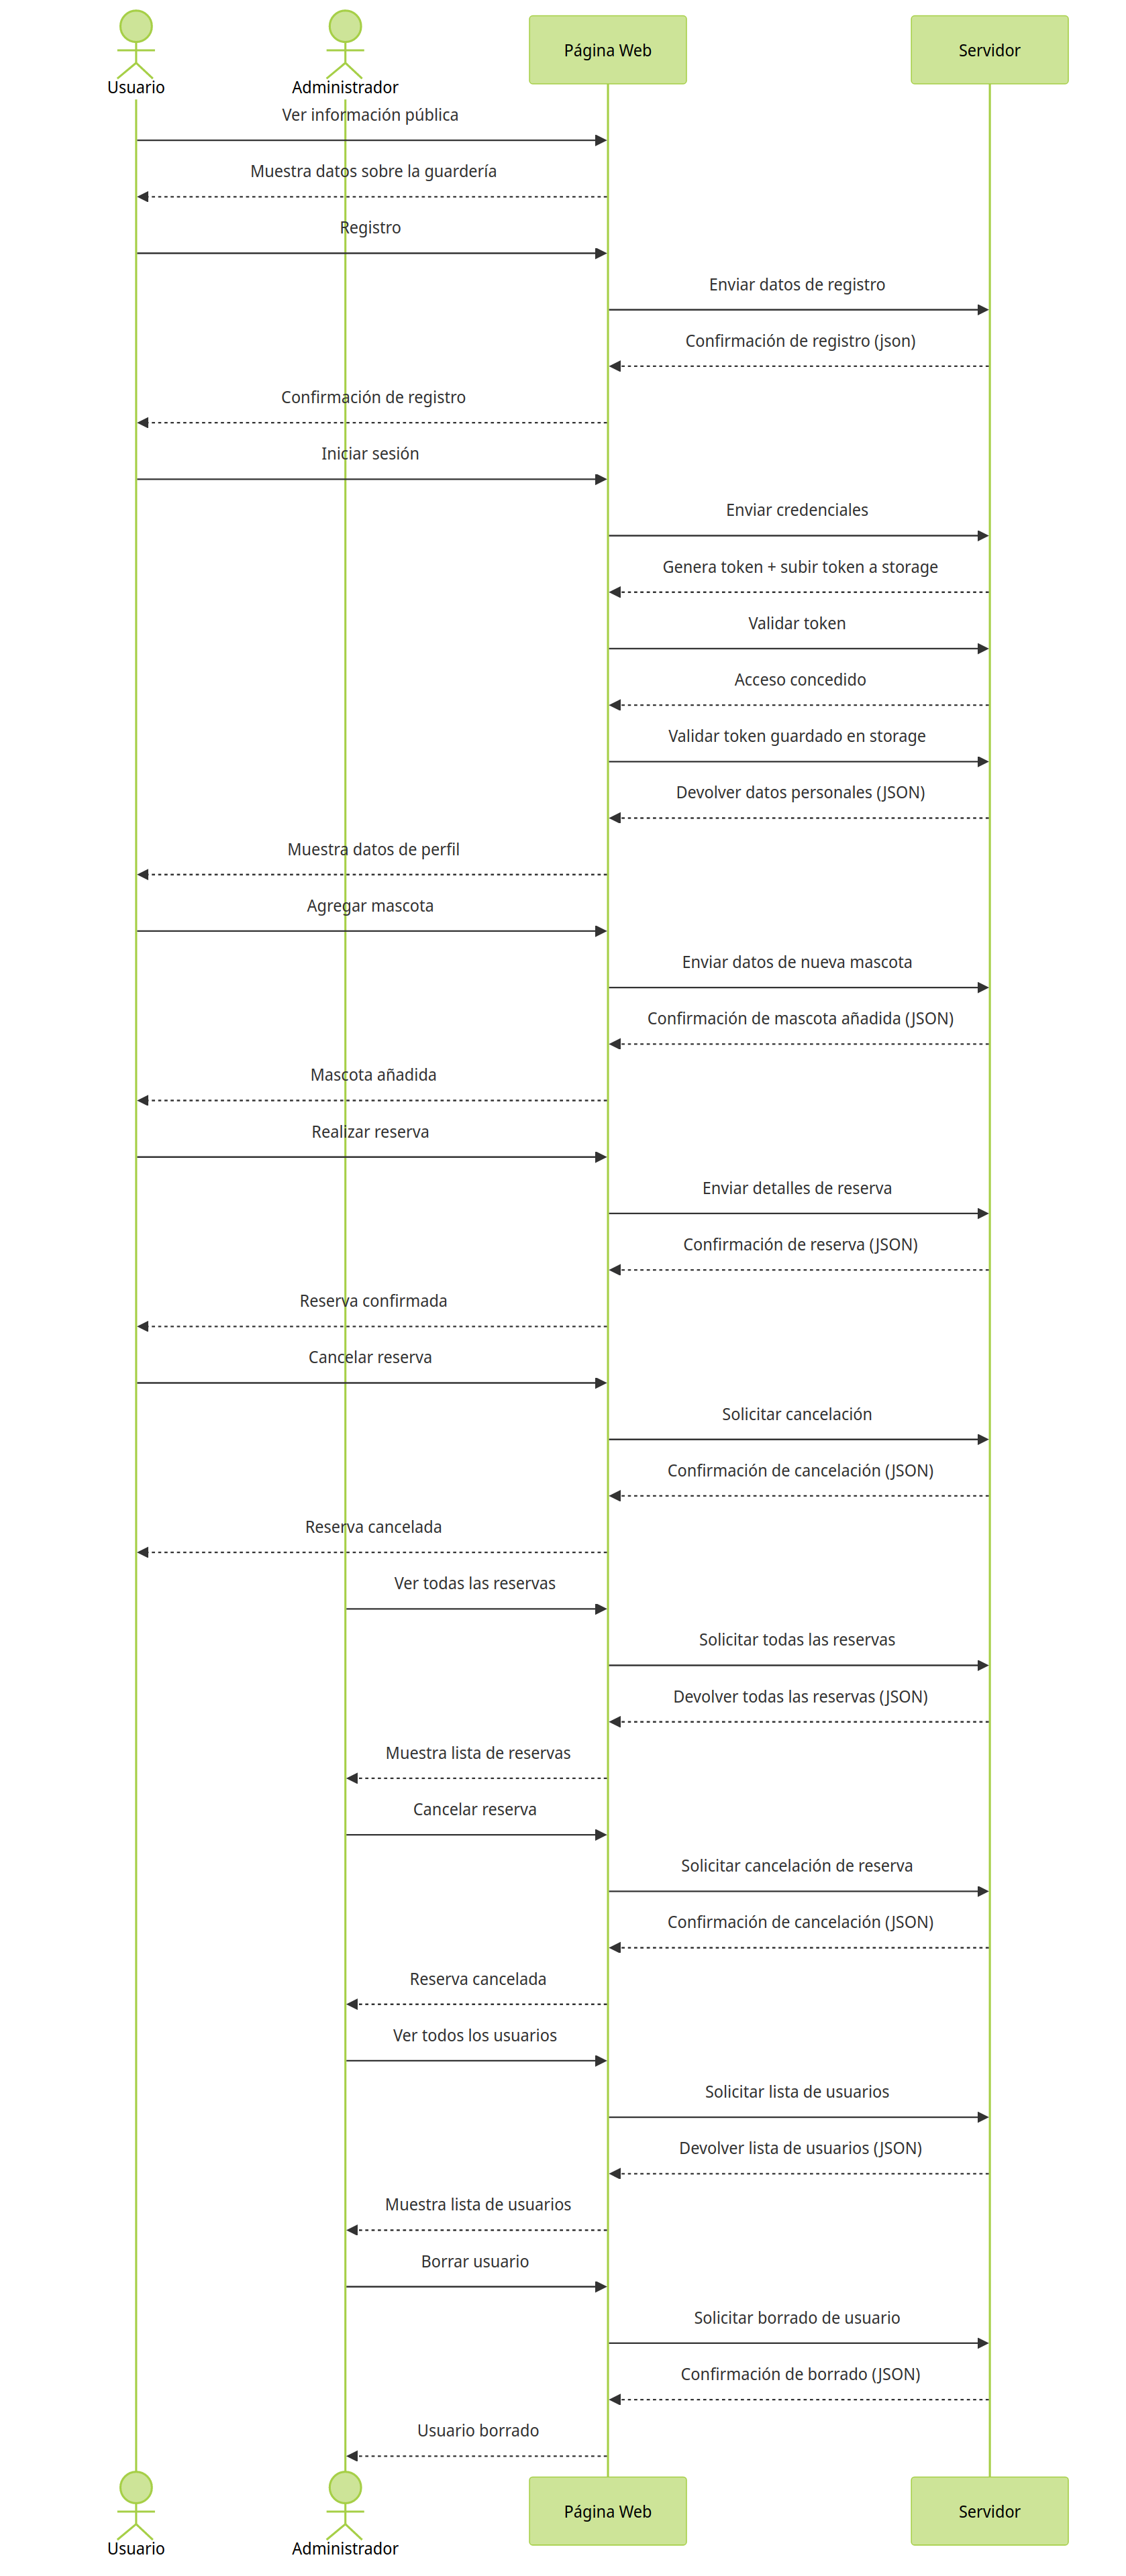 Usuario
Administrador
Página Web
Servidor
Ver información pública
Muestra datos sobre la guardería
Registro
Enviar datos de registro
Confirmación de registro (json)
Confirmación de registro
Iniciar sesión
Enviar credenciales
Genera token + subir token a storage
Validar token
Acceso concedido
Validar token guardado en storage
Devolver datos personales (JSON)
Muestra datos de perfil
Agregar mascota
Enviar datos de nueva mascota
Confirmación de mascota añadida (JSON)
Mascota añadida
Realizar reserva
Enviar detalles de reserva
Confirmación de reserva (JSON)
Reserva confirmada
Cancelar reserva
Solicitar cancelación
Confirmación de cancelación (JSON)
Reserva cancelada
Ver todas las reservas
Solicitar todas las reservas
Devolver todas las reservas (JSON)
Muestra lista de reservas
Cancelar reserva
Solicitar cancelación de reserva
Confirmación de cancelación (JSON)
Reserva cancelada
Ver todos los usuarios
Solicitar lista de usuarios
Devolver lista de usuarios (JSON)
Muestra lista de usuarios
Borrar usuario
Solicitar borrado de usuario
Confirmación de borrado (JSON)
Usuario borrado
Usuario
Administrador
Página Web
Servidor